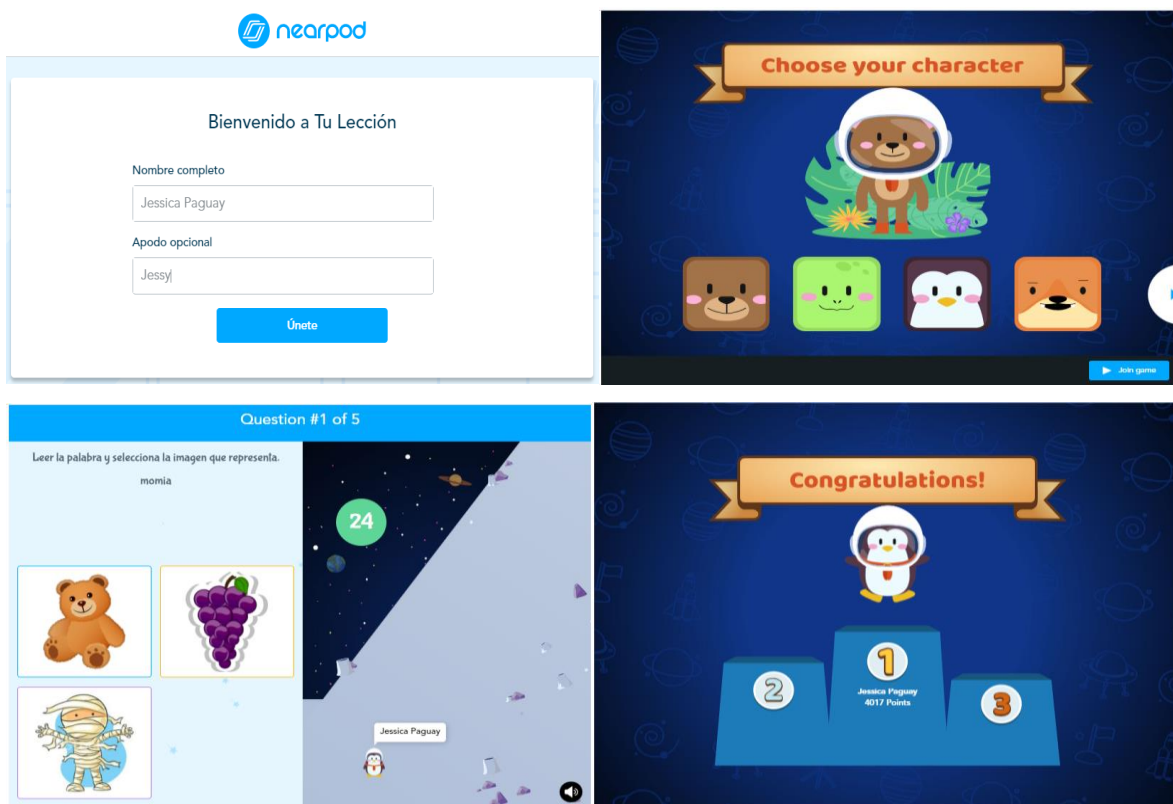 nearpod
Bienvenido a Tu Lección
Nombre completo
Jessica Paguay
Apodo opcional
Jessy
Únete
Choose your character
Join game
Question #1 of 5
Leer la palabra y selecciona la imagen que representa.
momia
24
Jessica Paguay
Congratulations!
1
2
Jessica Paguay
4017 Points
3